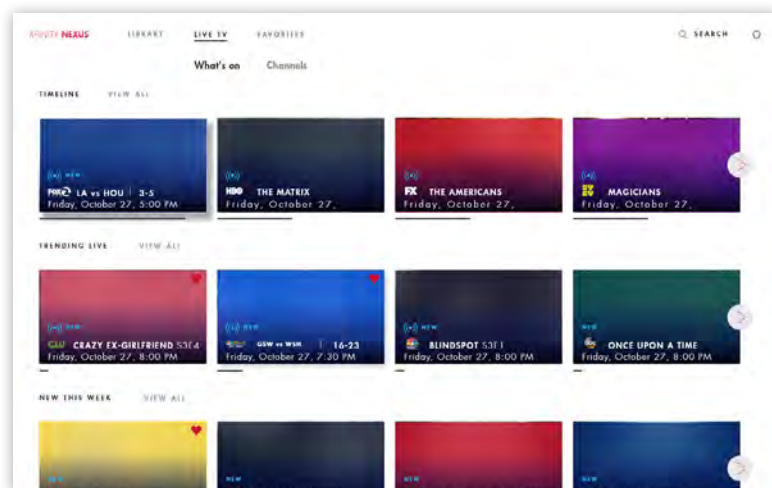 XFINITY NEXUS LIBRARY LIVE TV FAVORITES SEARCH
What's on Channels
TIMELINE VIEW ALL
NEW
FOX LA vs HOU | 3-5 HBO THE MATRIX FX THE AMERICANS SYFY MAGICIANS
Friday, October 27, 5:00 PM Friday, October 27, Friday, October 27, Friday, October 27,
TRENDING LIVE VIEW ALL
NEW NEW NEW NEW
CRAZY EX-GIRLFRIEND S3E4 GSW vs WSH | 16-23 BLINDSPOT S3E1 abc ONCE UPON A TIME
Friday, October 27, 8:00 PM Friday, October 27, 7:30 PM Friday, October 27, 8:00 PM Friday, October 27, 8:00 PM
NEW THIS WEEK VIEW ALL
NEW NEW NEW NEW